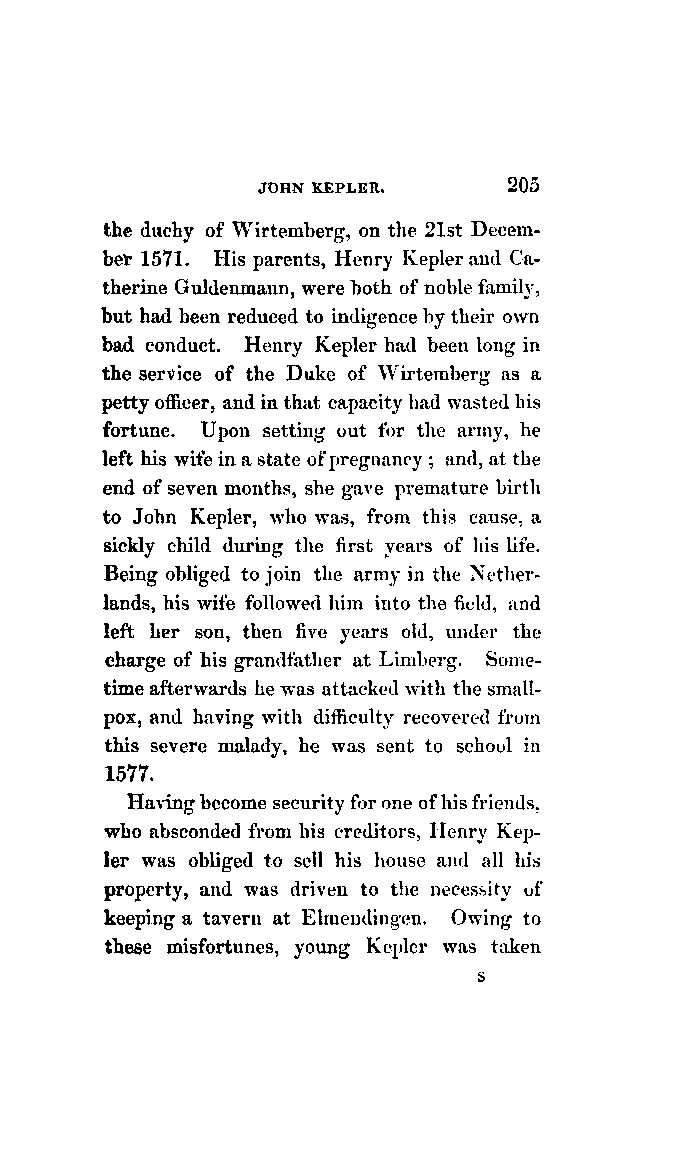 JOHN KEPLER. 205
the duchy of Wirtemberg, on the 21st Decem-
ber 1571. His parents, Henry Kepler and Ca-
therine Guldenmann, were both of noble family,
but had been reduced to indigence by their own
bad conduct. Henry Kepler had been long in
the service of the Duke of Wirtemberg as a
petty officer, and in that capacity had wasted his
fortune. Upon setting out for the army, he
left his wife in a state of pregnancy ; and, at the
end of seven months, she gave premature birth
to John Kepler, who was, from this cause, a
sickly child during the first years of his life.
Being obliged to join the army in the Nether-
lands, his wife followed him into the field, and
left her son, then five years old, under the
charge of his grandfather at Limberg. Some-
time afterwards he was attacked with the small-
pox, and having with difficulty recovered from
this severe malady, he was sent to school in
1577.
Having become security for one of his friends,
who absconded from his creditors, Henry Kep-
ler was obliged to sell his house and all his
property, and was driven to the necessity of
keeping a tavern at Elmendingen. Owing to
these misfortunes, young Kepler was taken
S